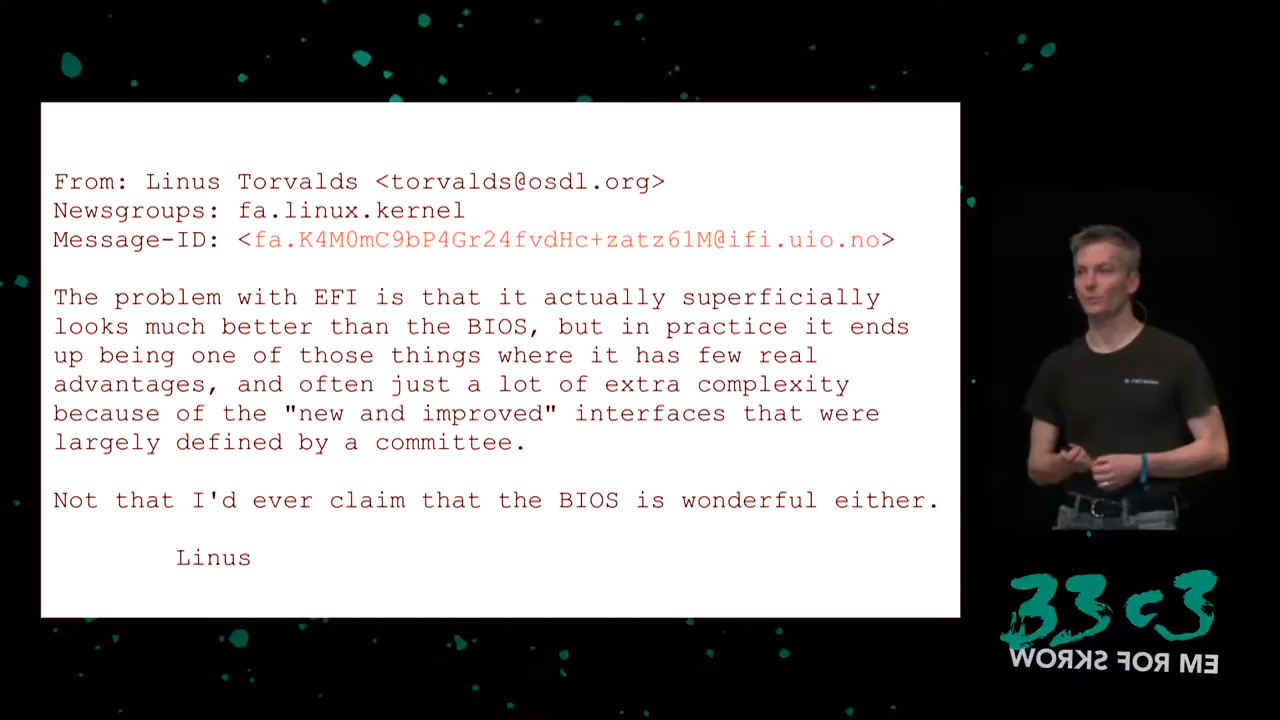 From: Linus Torvalds <torvalds@osdl.org>
Newsgroups: fa.linux.kernel
Message-ID: <fa.K4M0mC9bP4Gr24fvdHc+zatz61M@ifi.uio.no>
The problem with EFI is that it actually superficially
looks much better than the BIOS, but in practice it ends
up being one of those things where it has few real
advantages, and often just a lot of extra complexity
because of the "new and improved" interfaces that were
largely defined by a committee.
Not that I'd ever claim that the BIOS is wonderful either.
Linus
33c3
WORKS FOR ME